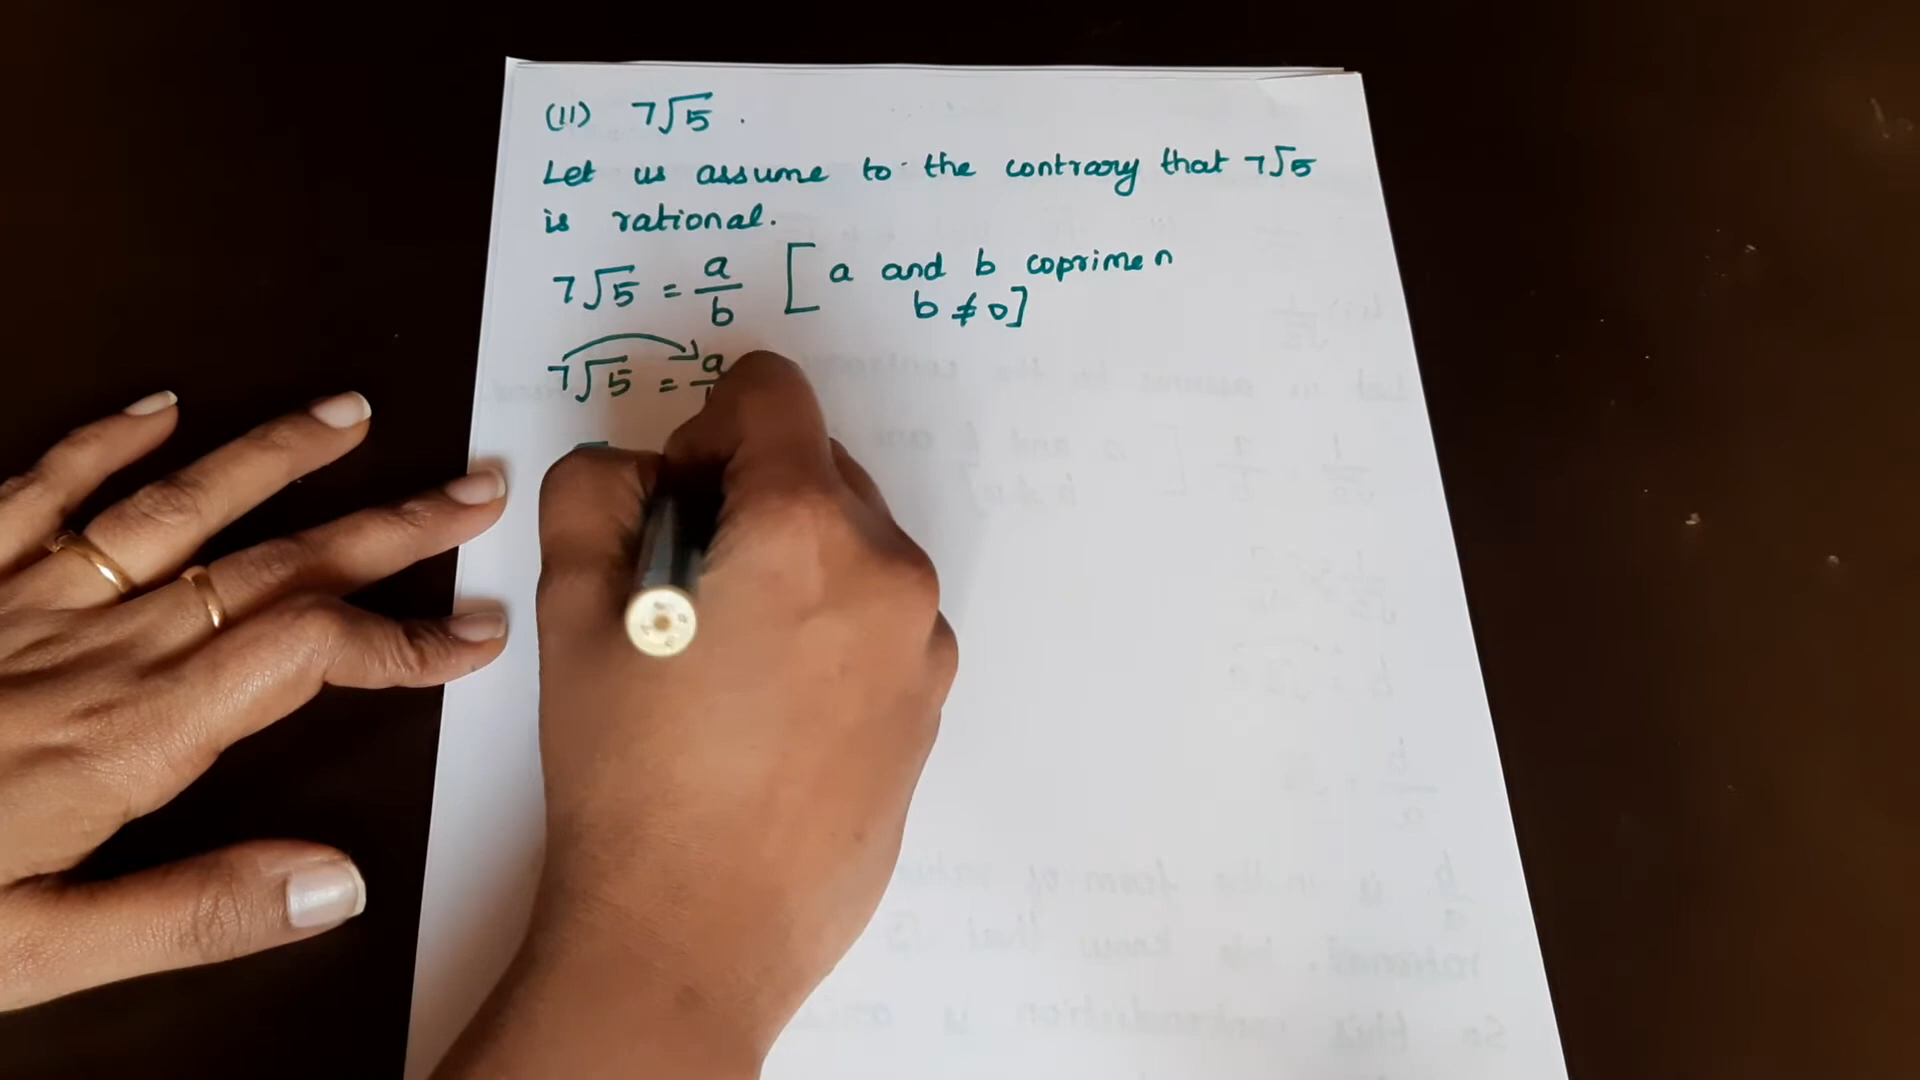 (ii) 7√5 .
Let us assume to the contrary that 7√5
is rational.
7√5 = a/b [a and b coprimen
b ≠ 0]
7√5 = a